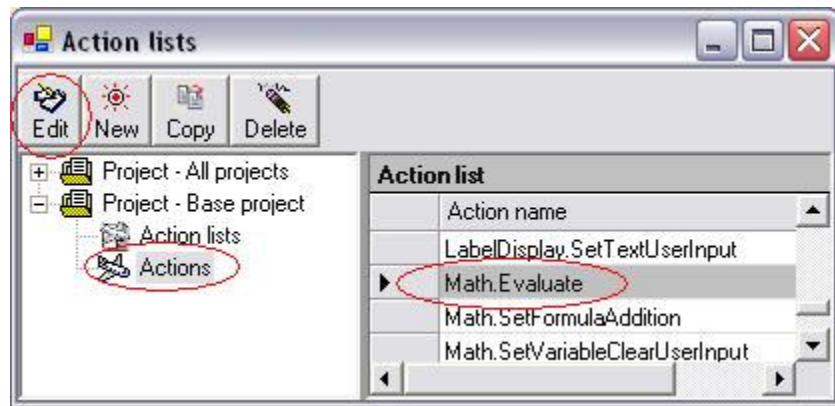 Action lists
Edit New Copy Delete
Project - All projects
Project - Base project
Action lists
Actions
Action list
Action name
LabelDisplay.SetTextUserInput
Math.Evaluate
Math.SetFormulaAddition
Math.SetVariableClearUserInput